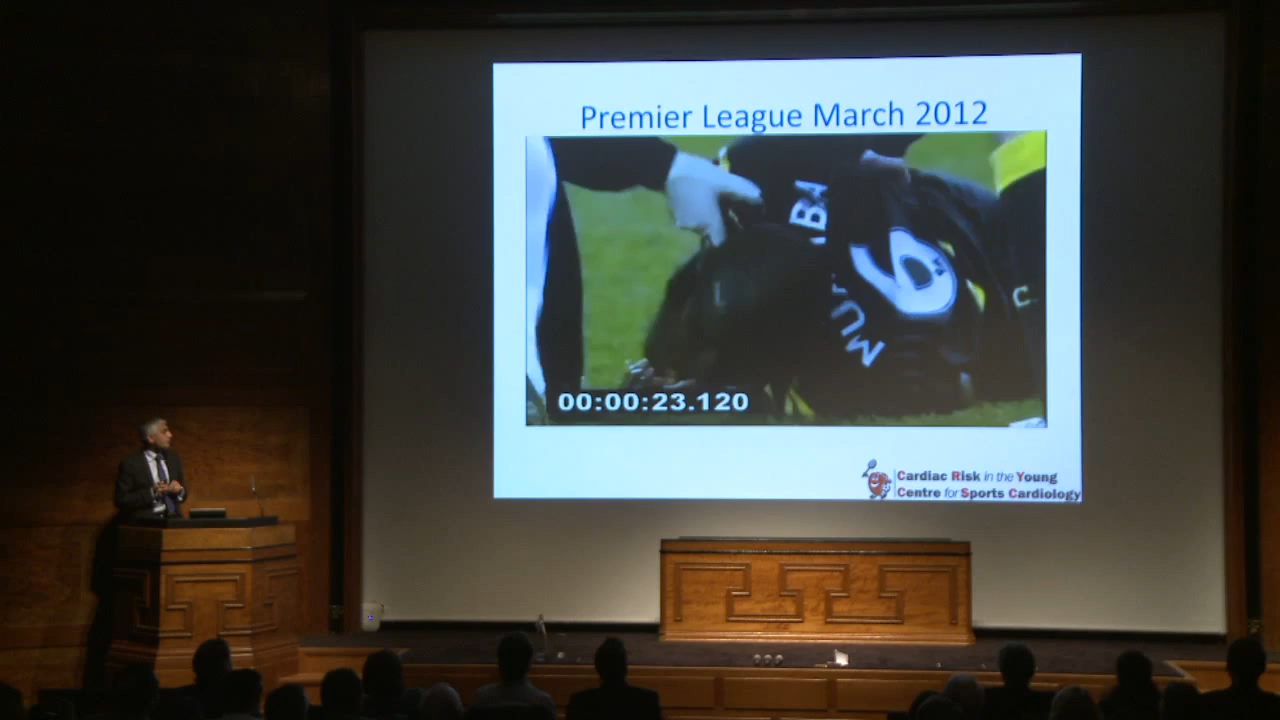 Premier League March 2012
MU
6
00:00:23.120
Cardiac Risk in the Young
Centre for Sports Cardiology